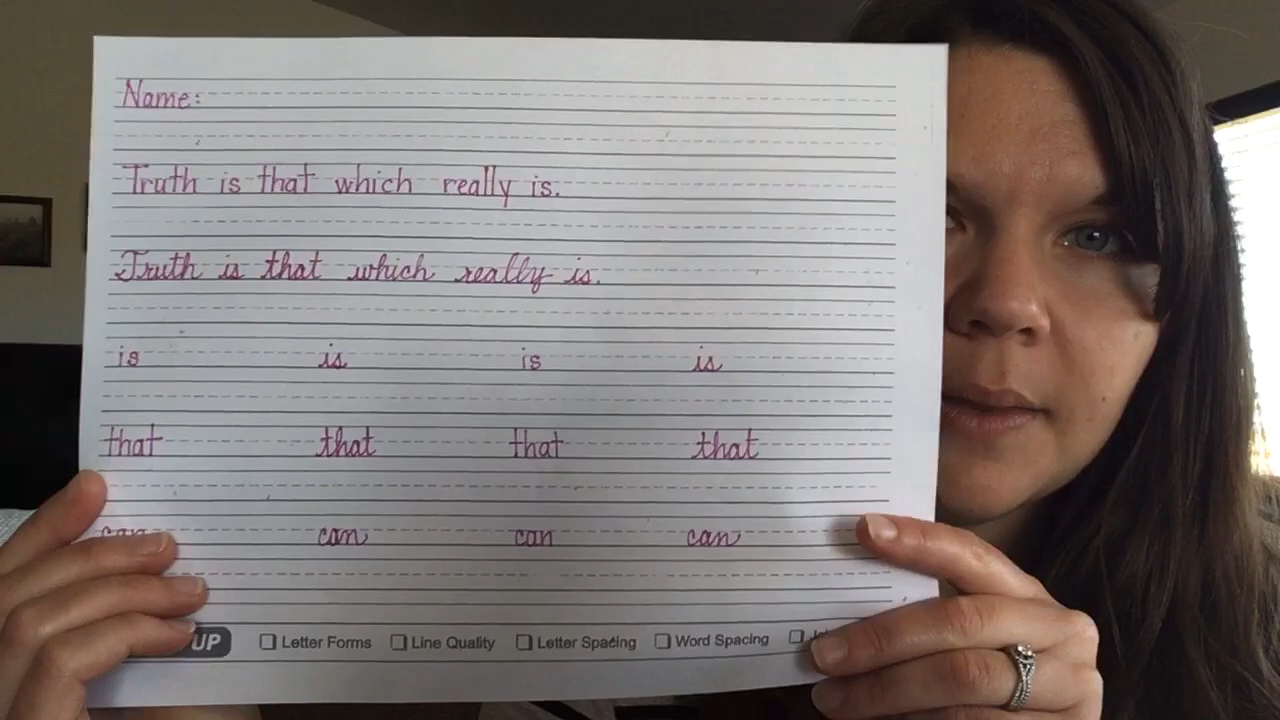 Name:
Truth is that which really is.
Truth is that which really is.
is is is is
that that that that
can can can can
UP Letter Forms Line Quality Letter Spacing Word Spacing